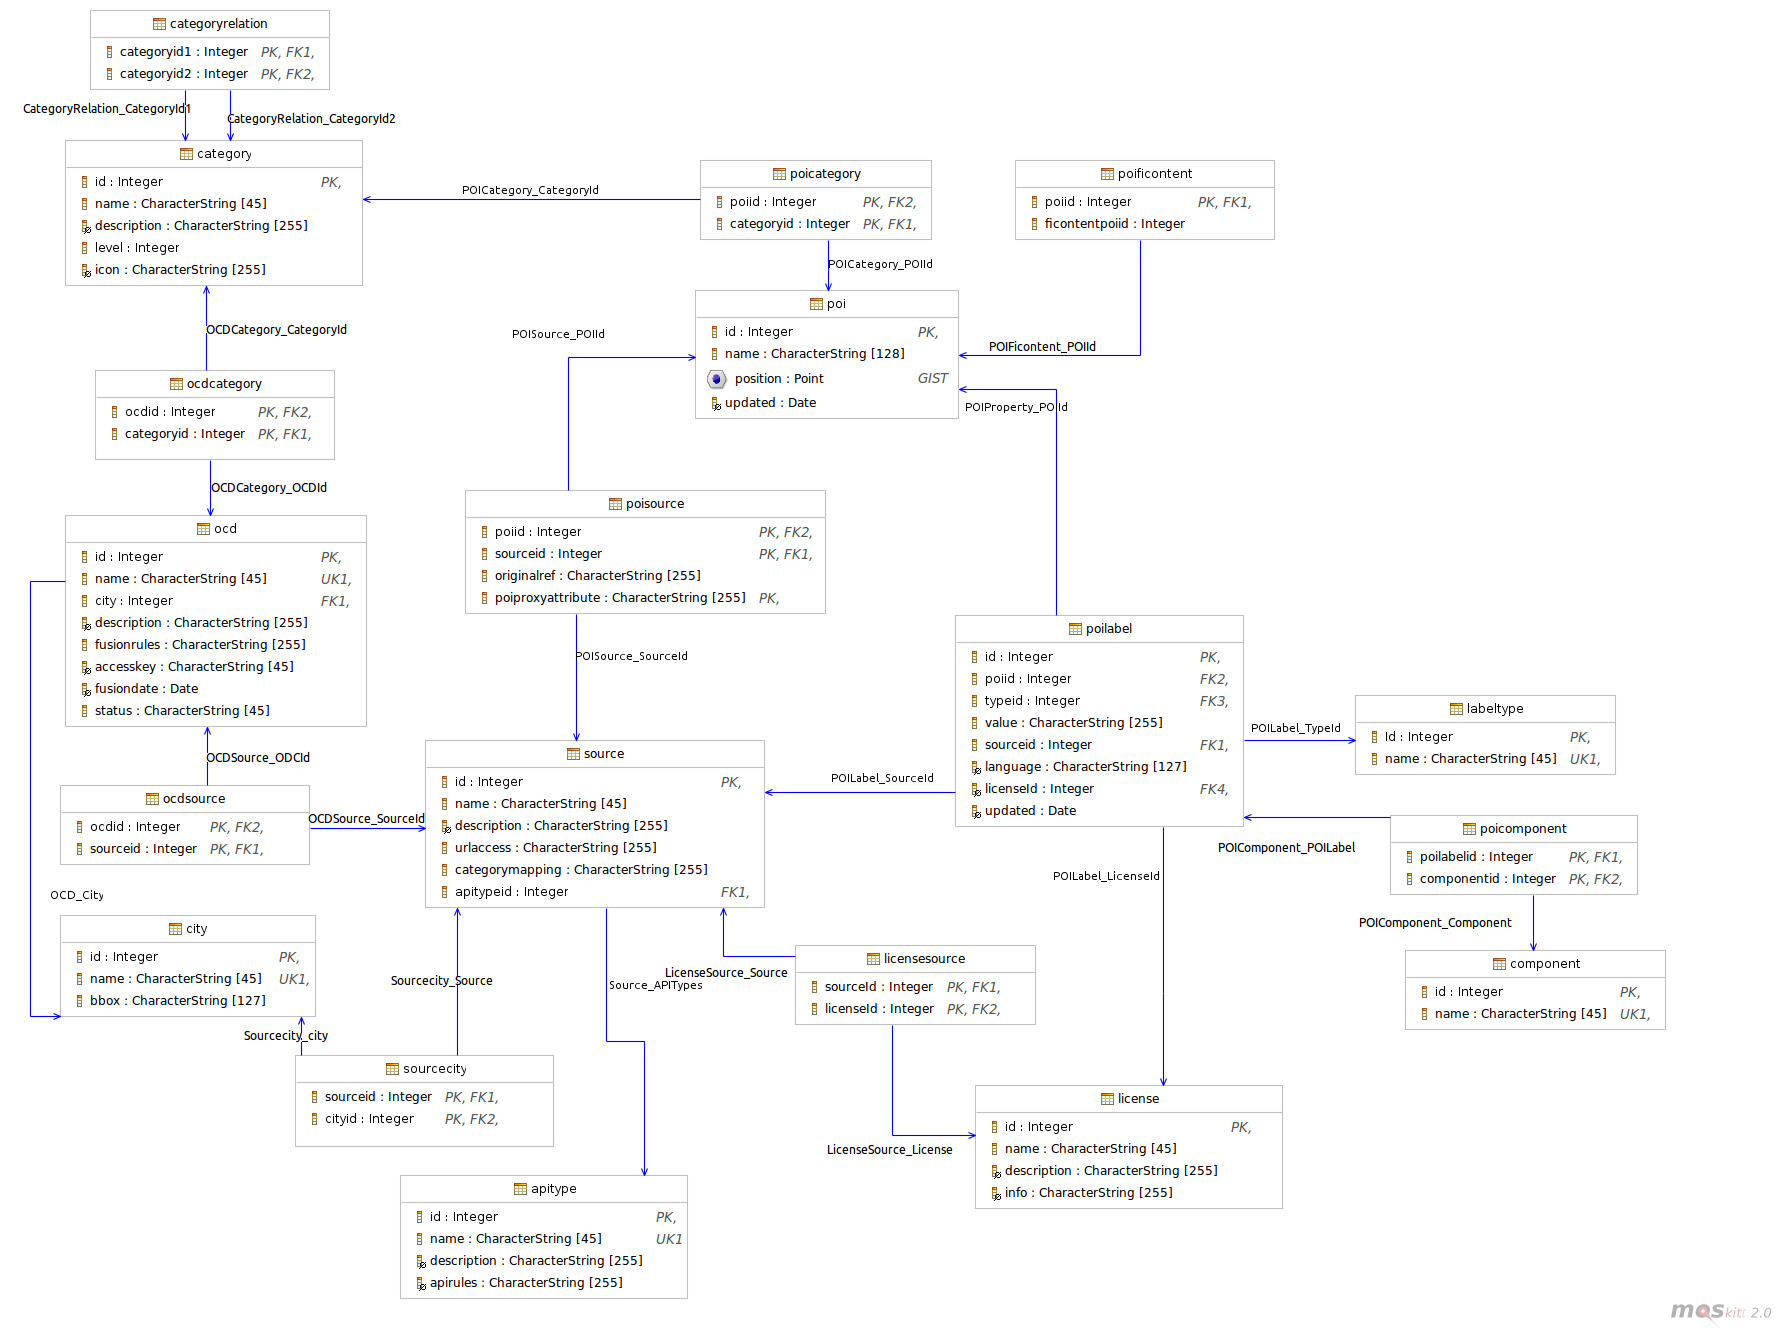 categoryrelation
categoryid1 : Integer PK, FK1,
categoryid2 : Integer PK, FK2,
CategoryRelation_CategoryId1
CategoryRelation_CategoryId2
category
id : Integer PK,
name : CharacterString [45]
description : CharacterString [255]
level : Integer
icon : CharacterString [255]
POICategory_CategoryId
poicategory
poiid : Integer PK, FK2,
categoryid : Integer PK, FK1,
poificontent
poiid : Integer PK, FK1,
ficontentpoiid : Integer
POICategory_POIId
OCDCategory_CategoryId
POISource_POIId
poi
id : Integer PK,
name : CharacterString [128]
position : Point GIST
updated : Date
POIFicontent_POIId
POIProperty_POIId
ocdcategory
ocdid : Integer PK, FK2,
categoryid : Integer PK, FK1,
OCDCategory_OCDId
ocd
id : Integer PK,
name : CharacterString [45] UK1,
city : Integer FK1,
description : CharacterString [255]
fusionrules : CharacterString [255]
accesskey : CharacterString [45]
fusiondate : Date
status : CharacterString [45]
poisource
poiid : Integer PK, FK2,
sourceid : Integer PK, FK1,
originalref : CharacterString [255]
poiproxyattribute : CharacterString [255] PK,
POISource_SourceId
poilabel
id : Integer PK,
poiid : Integer FK2,
typeid : Integer FK3,
value : CharacterString [255]
sourceid : Integer FK1,
language : CharacterString [127]
licenseId : Integer FK4,
updated : Date
POILabel_TypeId
labeltype
Id : Integer PK,
name : CharacterString [45] UK1,
OCDSource_ODCId
ocdsource
ocdid : Integer PK, FK2,
sourceid : Integer PK, FK1,
OCDSource_SourceId
source
id : Integer PK,
name : CharacterString [45]
description : CharacterString [255]
urlaccess : CharacterString [255]
categorymapping : CharacterString [255]
apitypeid : Integer FK1,
POILabel_SourceId
POIComponent_POILabel
poicomponent
poilabelid : Integer PK, FK1,
componentid : Integer PK, FK2,
POILabel_LicenseId
POIComponent_Component
OCD_City
city
id : Integer PK,
name : CharacterString [45] UK1,
bbox : CharacterString [127]
Sourcecity_Source
Sourcecity_city
Source_APITypes
LicenseSource_Source
licensesource
sourceId : Integer PK, FK1,
licenseId : Integer PK, FK2,
component
id : Integer PK,
name : CharacterString [45] UK1,
sourcecity
sourceid : Integer PK, FK1,
cityid : Integer PK, FK2,
LicenseSource_License
license
id : Integer PK,
name : CharacterString [45]
description : CharacterString [255]
info : CharacterString [255]
apitype
id : Integer PK,
name : CharacterString [45] UK1
description : CharacterString [255]
apirules : CharacterString [255]
moskitt 2.0